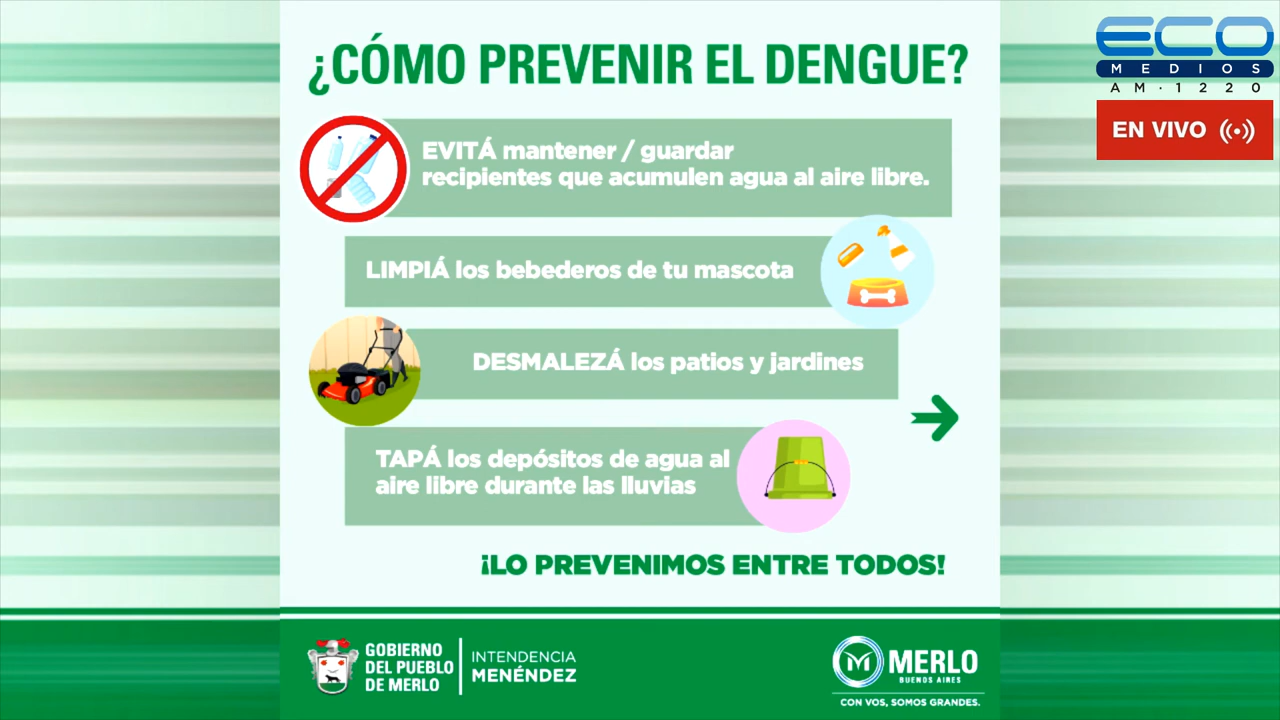 ¿CÓMO PREVENIR EL DENGUE?
ECO
MEDIOS
AM·1220
EN VIVO
EVITÁ mantener / guardar
recipientes que acumulen agua al aire libre.
LIMPIÁ los bebederos de tu mascota
DESMALEZÁ los patios y jardines
TAPÁ los depósitos de agua al
aire libre durante las lluvias
¡LO PREVENIMOS ENTRE TODOS!
GOBIERNO
DEL PUEBLO
DE MERLO
INTENDENCIA
MENÉNDEZ
MERLO
BUENOS AIRES
CON VOS, SOMOS GRANDES.